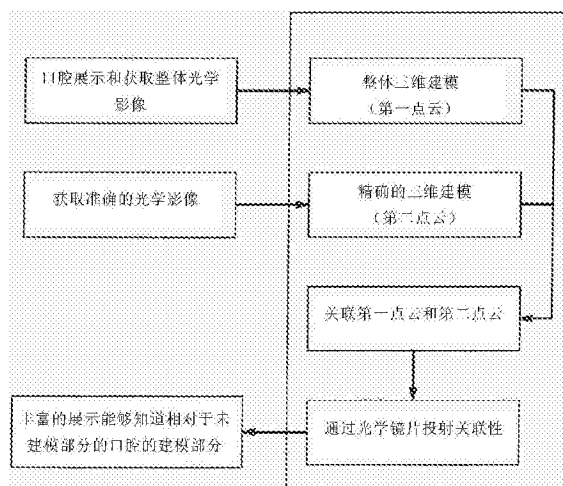 口腔展示和获取整体光学
影像
整体三维建模
（第一点云）
获取准确的光学影像
精确的三维建模
（第二点云）
关联第一点云和第二点云
丰富的展示能够知道相对于未
建模部分的口腔的建模部分
通过光学镜片投射关联性